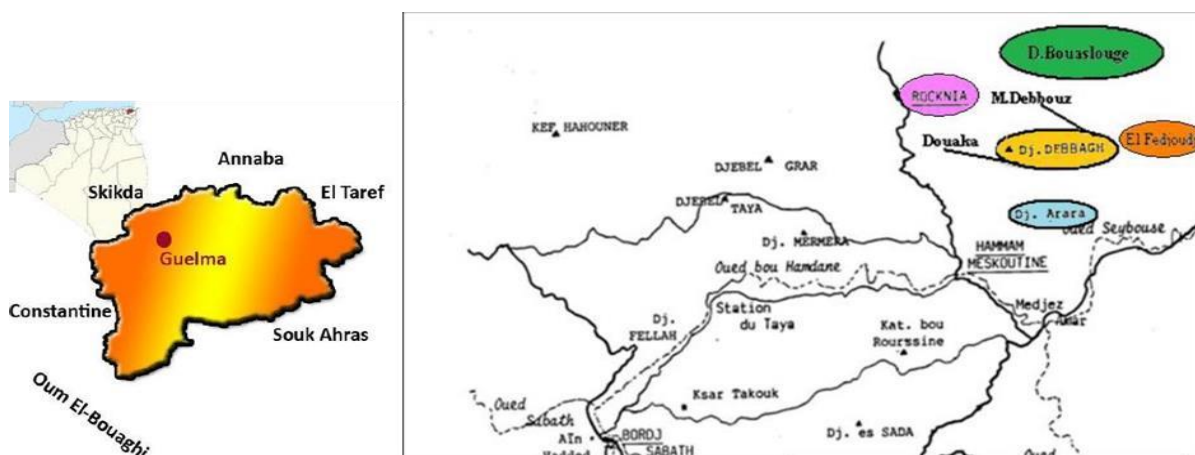 Annaba
Skikda
El Taref
Guelma
Constantine
Souk Ahras
Oum El-Bouaghi
D.Bouaslouge
ROCKNIA
M.Debbouz
KEF HAHOUNER
Douaka
Dj. DEBBAGH
El Fedjoudj
DJEBEL GRAR
DJEBEL TAYA
Dj. Arara
Oued Seybouse
Dj. MERMERA
HAMMAM
MESKOUTINE
Oued bou Hamdane
Station
du Taya
Medjez
Amar
Dj.
FELLAH
Kat. bou
Rourssine
Ksar Takouk
Oued
Sabath
Aïn
BORDJ
SABATH
Dj. es SADA
Oued